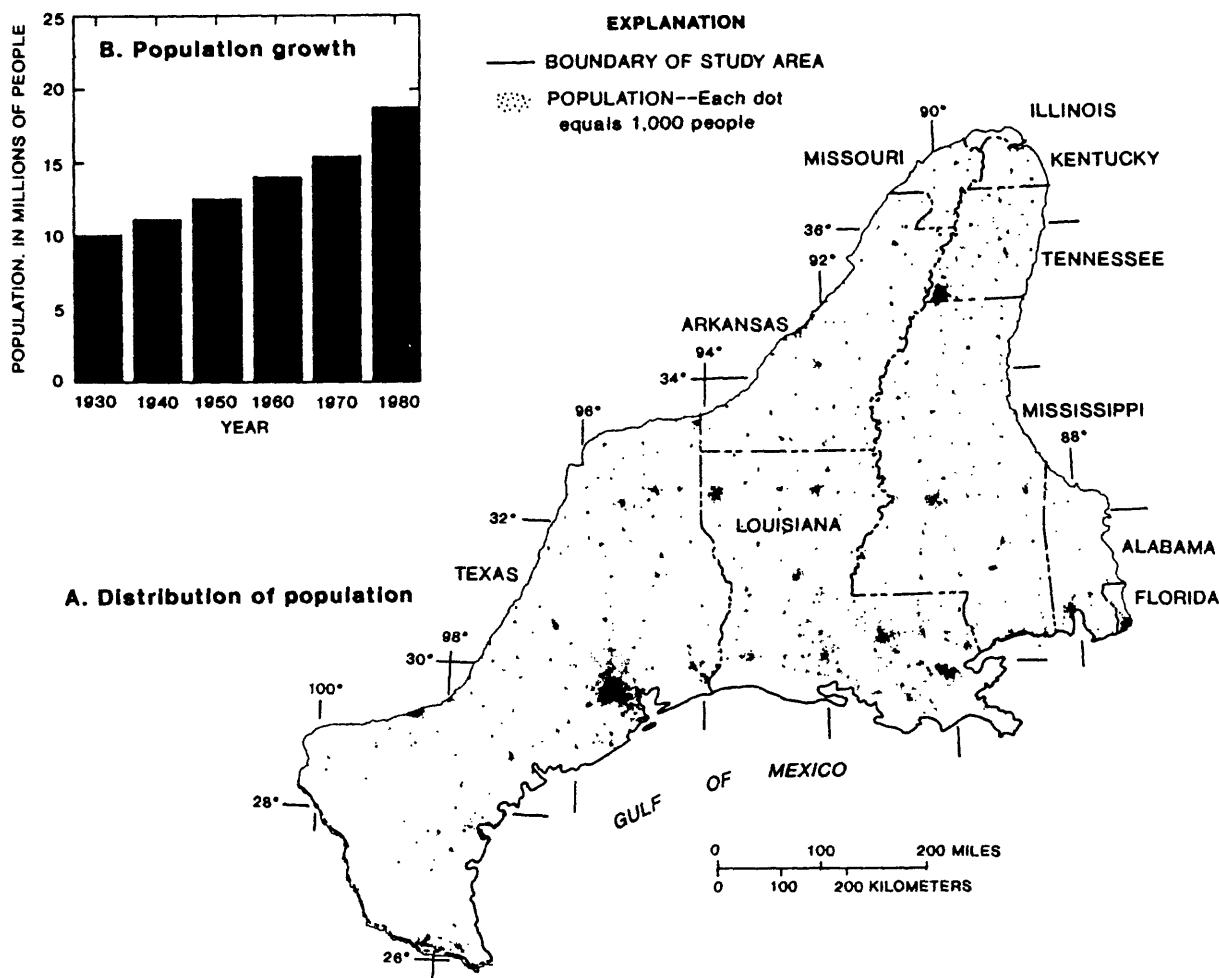 B. Population growth
POPULATION, IN MILLIONS OF PEOPLE
25
20
15
10
5
0
1930 1940 1950 1960 1970 1980
YEAR
EXPLANATION
BOUNDARY OF STUDY AREA
POPULATION--Each dot
equals 1,000 people
90°
ILLINOIS
MISSOURI
KENTUCKY
36°
92°
TENNESSEE
ARKANSAS
94°
34°
96°
MISSISSIPPI
88°
32°
LOUISIANA
ALABAMA
TEXAS
A. Distribution of population
FLORIDA
98°
30°
100°
28°
GULF OF MEXICO
0 100 200 MILES
0 100 200 KILOMETERS
26°